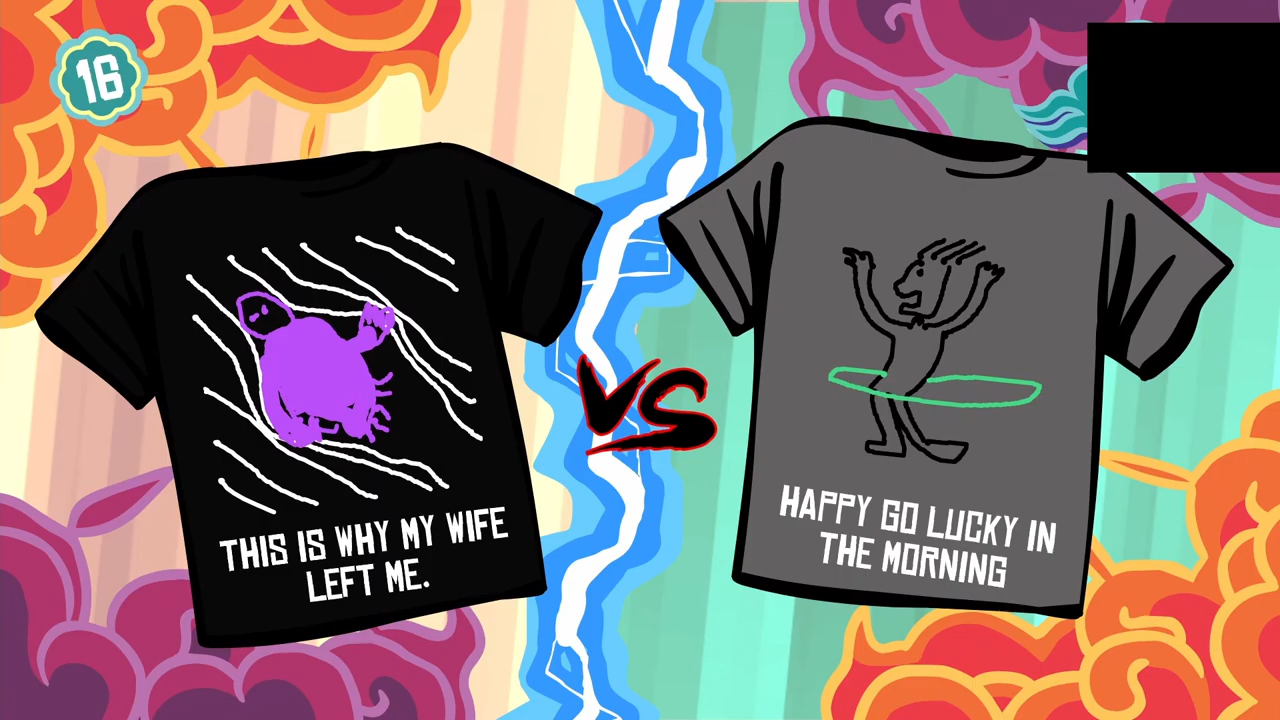 16
THIS IS WHY MY WIFE
LEFT ME.
VS
HAPPY GO LUCKY IN
THE MORNING